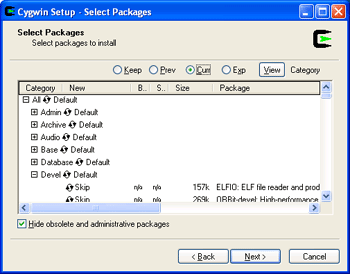 Cygwin Setup - Select Packages
Select Packages
Select packages to install
Keep Prev Curr Exp View Category
Category New B... S... Size Package
All Default
Admin Default
Archive Default
Audio Default
Base Default
Database Default
Devel Default
Skip n/a n/a 157k ELFIO: ELF file reader and prod
Skip n/a n/a 269k ORBit-devel: High-performance
Hide obsolete and administrative packages
< Back Next > Cancel